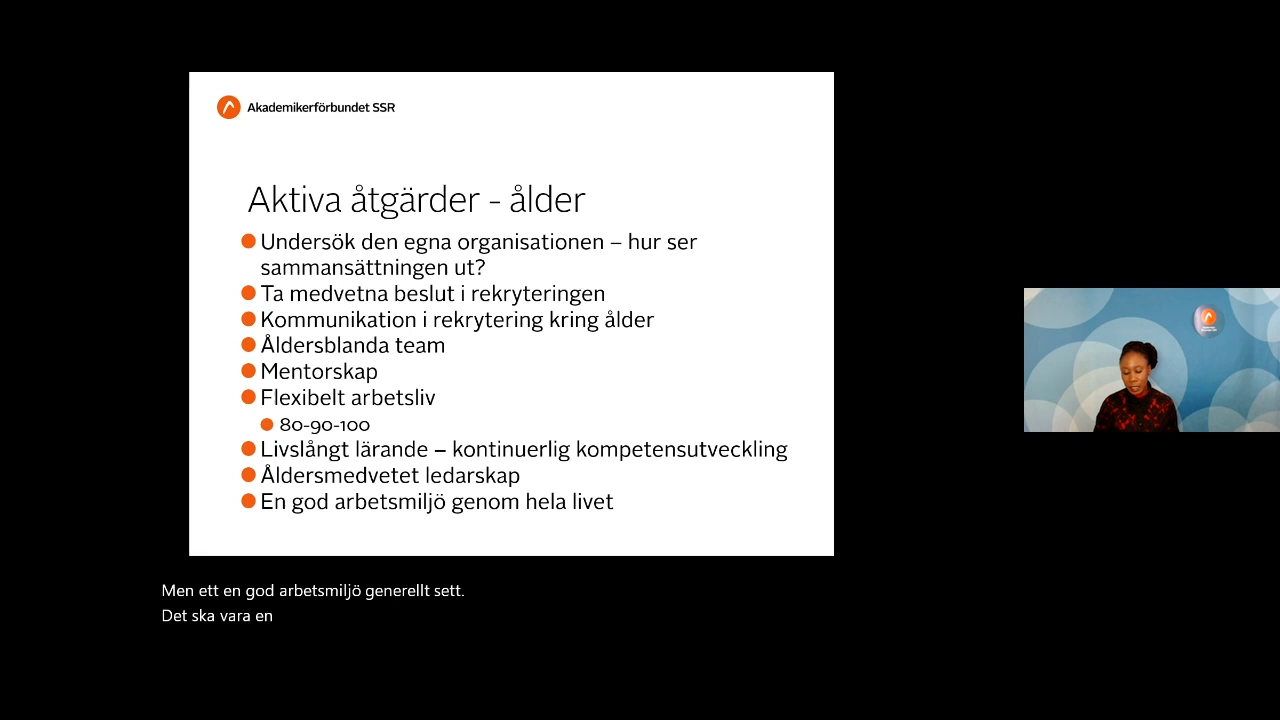 Akademikerförbundet SSR
Aktiva åtgärder - ålder
Undersök den egna organisationen – hur ser
sammansättningen ut?
Ta medvetna beslut i rekryteringen
Kommunikation i rekrytering kring ålder
Åldersblanda team
Mentorskap
Flexibelt arbetsliv
80-90-100
Livslångt lärande – kontinuerlig kompetensutveckling
Åldersmedvetet ledarskap
En god arbetsmiljö genom hela livet
Men ett en god arbetsmiljö generellt sett.
Det ska vara en